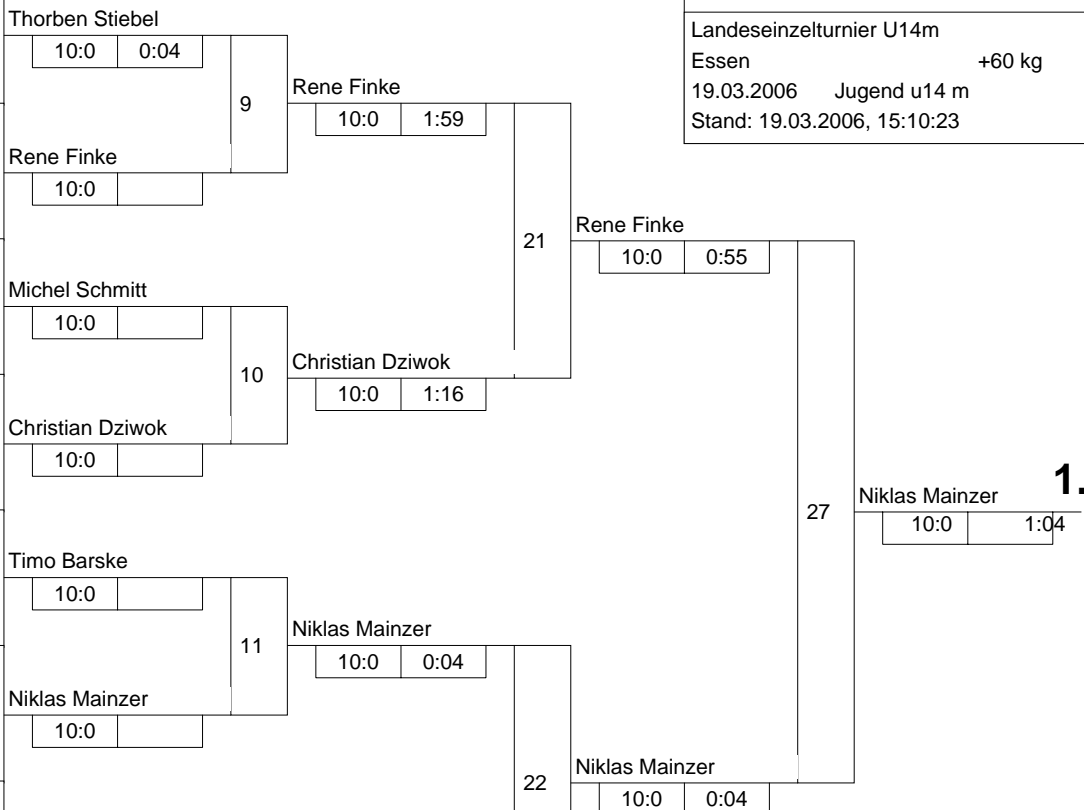 Thorben Stiebel
10:0 0:04
9
Rene Finke
10:0
Rene Finke
10:0 1:59
Michel Schmitt
10:0
10
Christian Dziwok
10:0
Christian Dziwok
10:0 1:16
21
Rene Finke
10:0 0:55
Timo Barske
10:0
11
Niklas Mainzer
10:0
Niklas Mainzer
10:0 0:04
22
Niklas Mainzer
10:0 0:04
27
Niklas Mainzer 1.
10:0 1:04
Landeseinzelturnier U14m
Essen +60 kg
19.03.2006 Jugend u14 m
Stand: 19.03.2006, 15:10:23